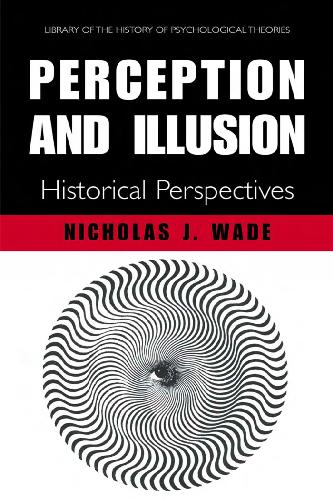 LIBRARY OF THE HISTORY OF PSYCHOLOGICAL THEORIES
PERCEPTION
AND ILLUSION
Historical Perspectives
NICHOLAS J. WADE